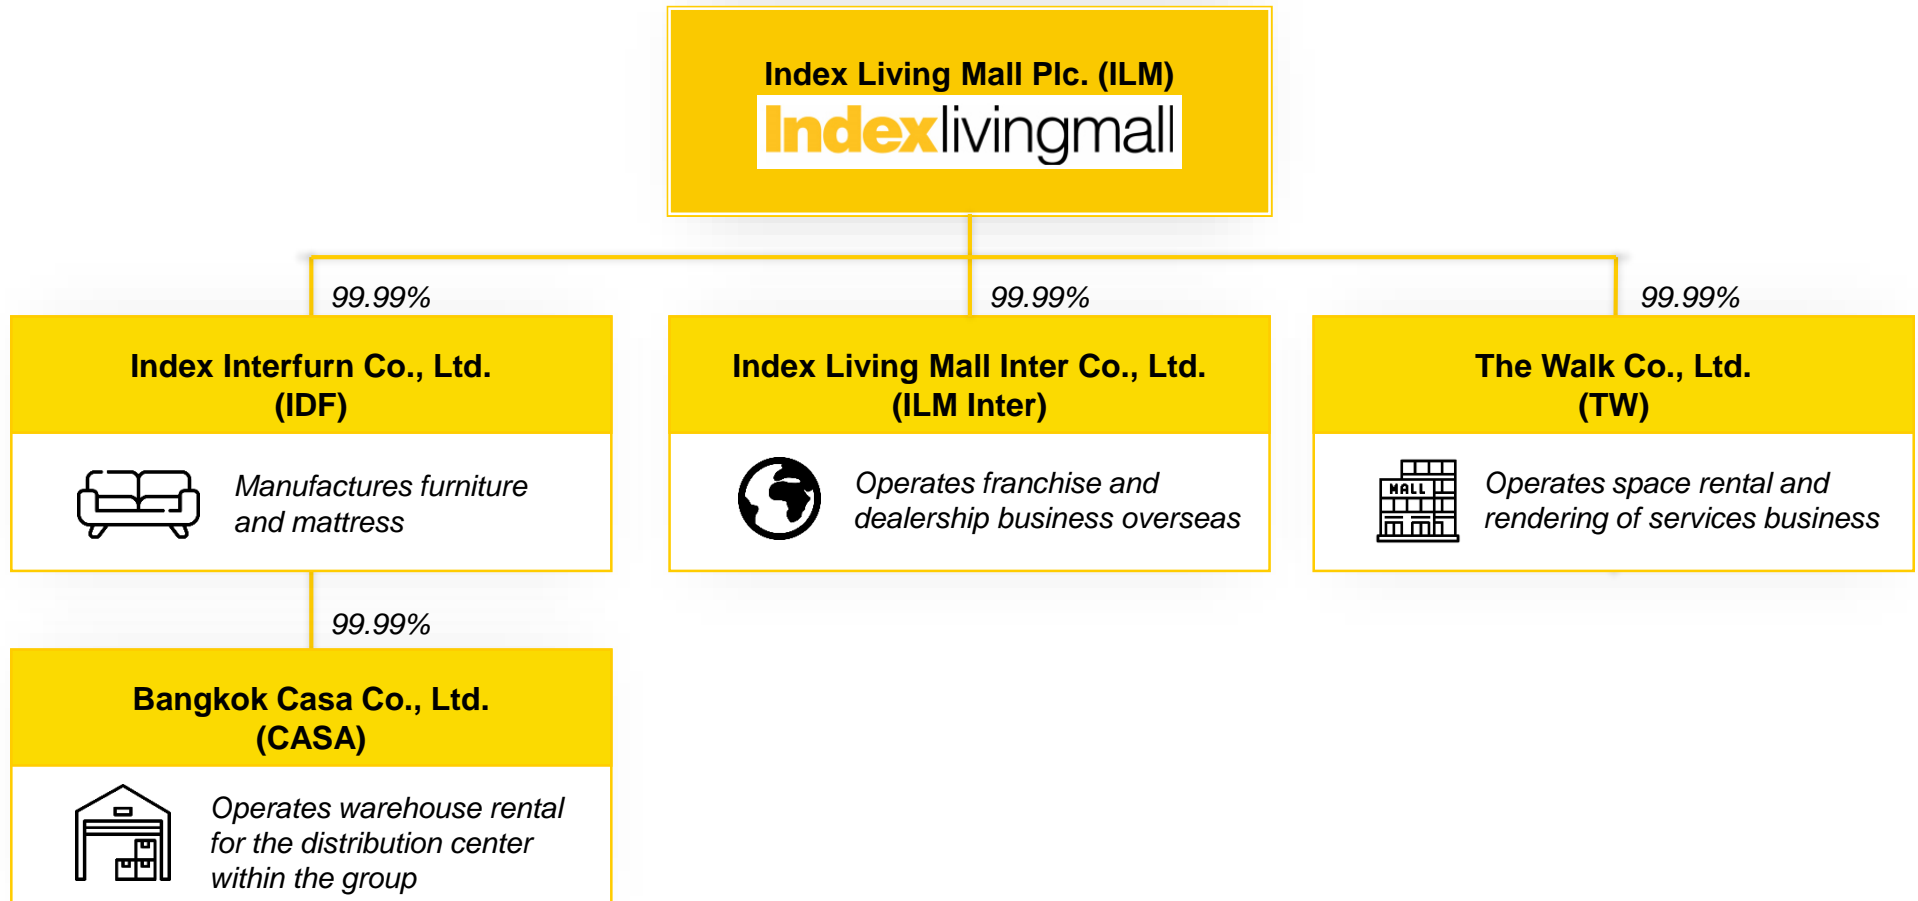 Index Living Mall Plc. (ILM)
Indexlivingmall
99.99%
99.99%
99.99%
Index Interfurn Co., Ltd.
(IDF)
Manufactures furniture
and mattress
Index Living Mall Inter Co., Ltd.
(ILM Inter)
Operates franchise and
dealership business overseas
The Walk Co., Ltd.
(TW)
MALL
Operates space rental and
rendering of services business
99.99%
Bangkok Casa Co., Ltd.
(CASA)
Operates warehouse rental
for the distribution center
within the group